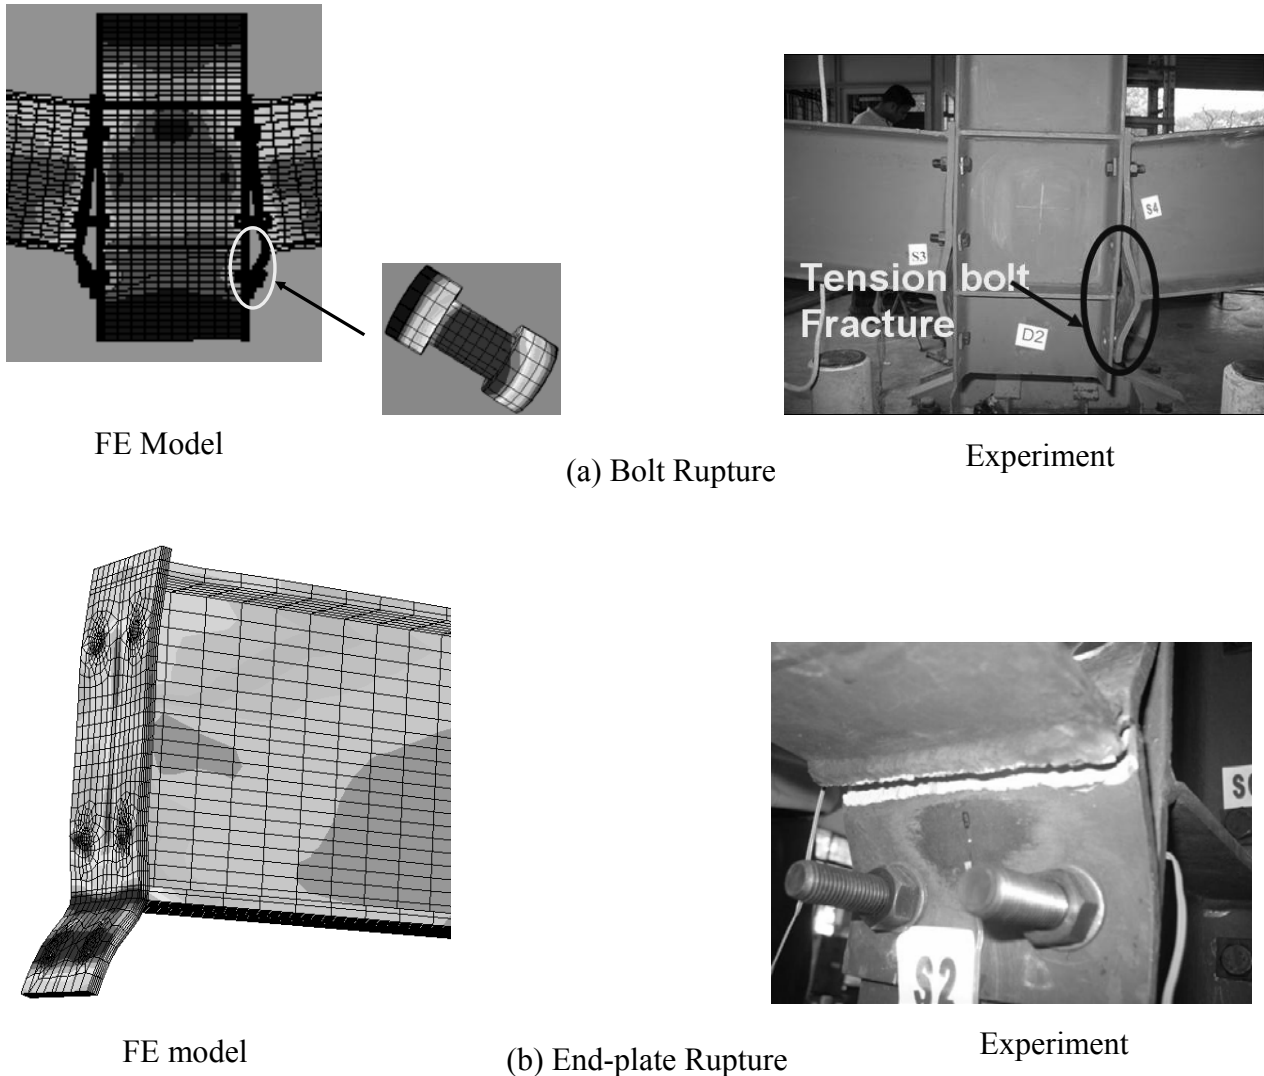 S4
S3
Tension bolt
Fracture
D2
FE Model
Experiment
(a) Bolt Rupture
S2
FE model
Experiment
(b) End-plate Rupture